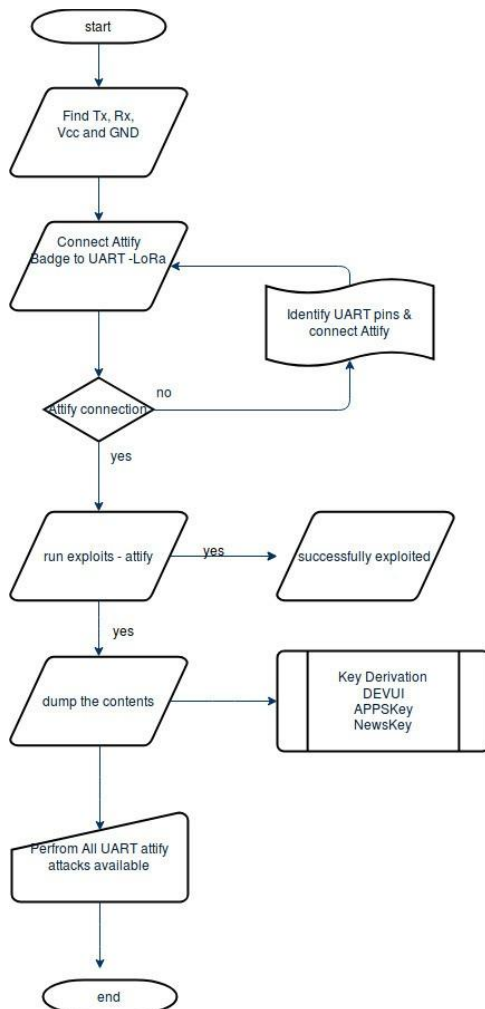 start
Find Tx, Rx,
Vcc and GND
Connect Attify
Badge to UART -LoRa
Identify UART pins &
connect Attify
Attify connection
no
yes
run exploits - attify
yes
successfully exploited
yes
dump the contents
Key Derivation
DEVUI
APPSKey
NewsKey
Perfrom All UART attify
attacks available
end